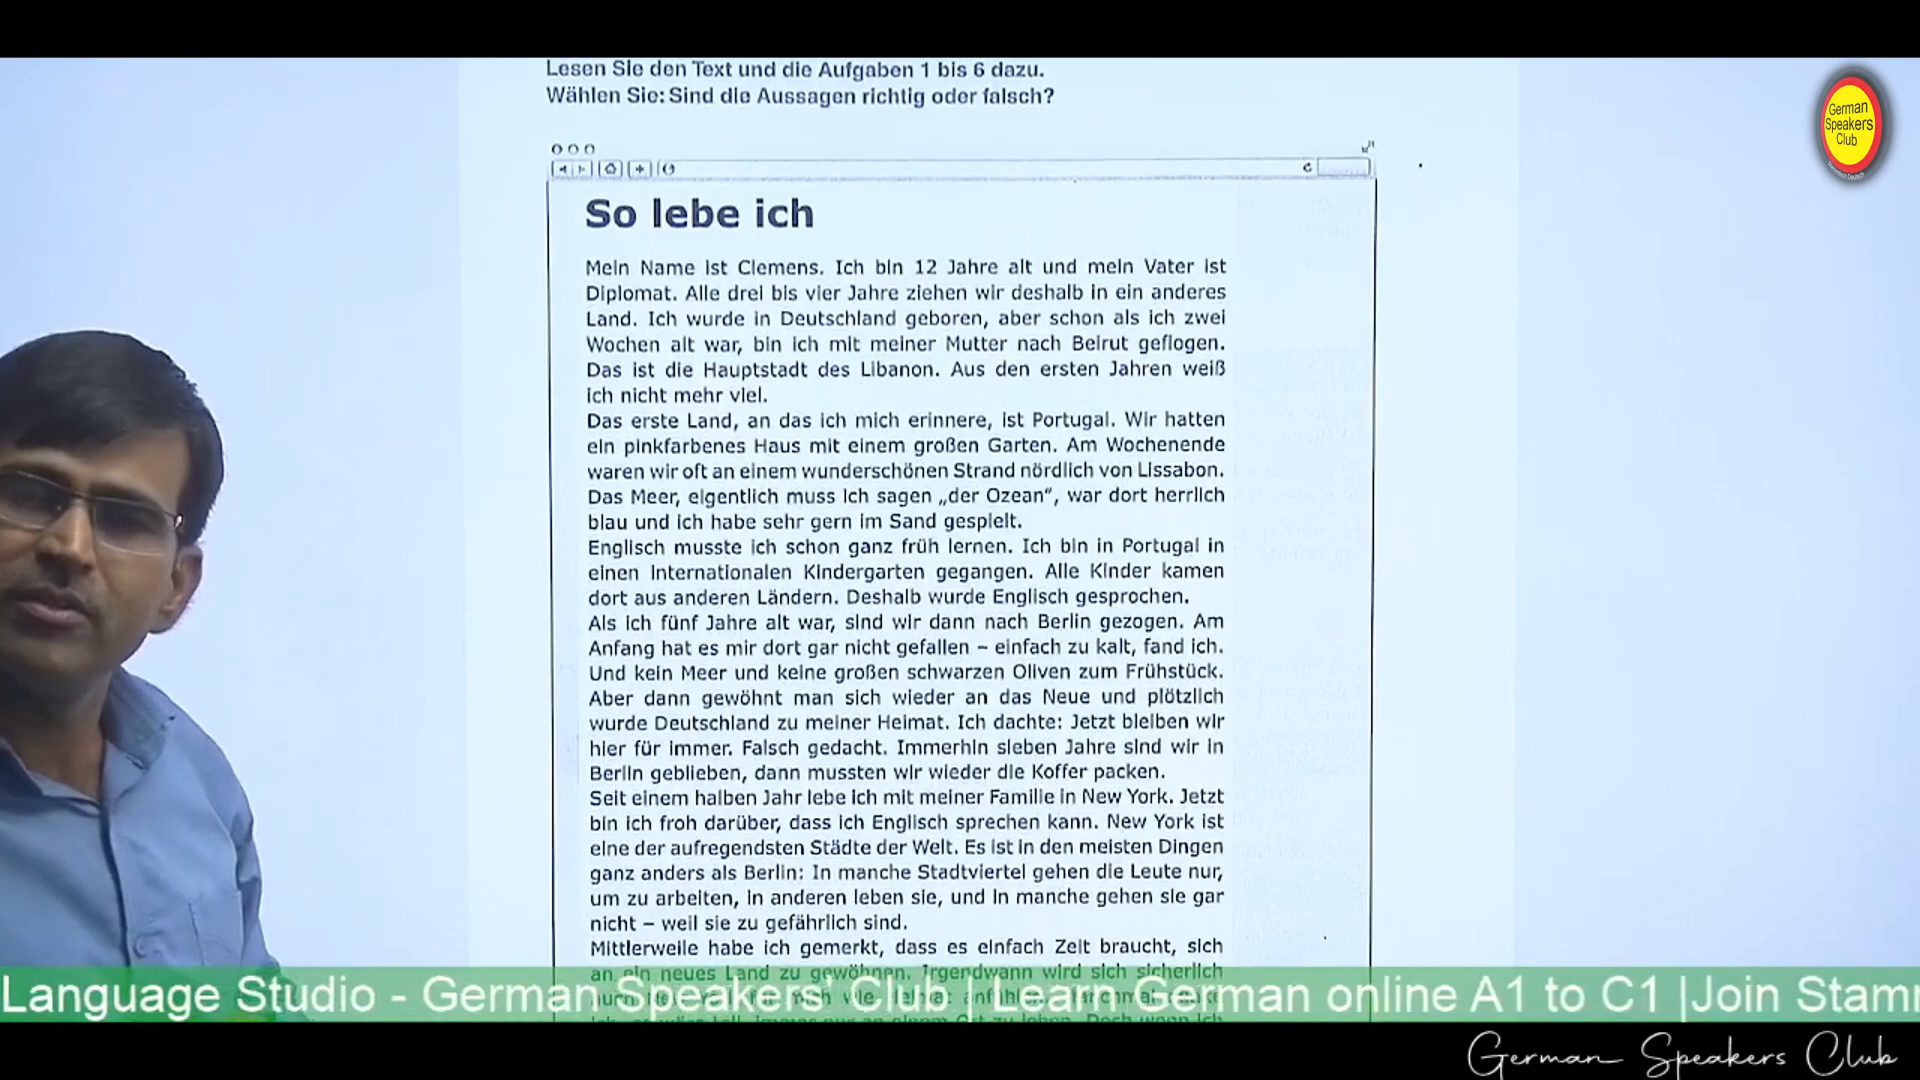 Lesen Sie den Text und die Aufgaben 1 bis 6 dazu.
Wählen Sie: Sind die Aussagen richtig oder falsch?
German
Speakers
Club
So lebe ich
Mein Name ist Clemens. Ich bin 12 Jahre alt und mein Vater ist
Diplomat. Alle drei bis vier Jahre ziehen wir deshalb in ein anderes
Land. Ich wurde in Deutschland geboren, aber schon als ich zwei
Wochen alt war, bin ich mit meiner Mutter nach Beirut geflogen.
Das ist die Hauptstadt des Libanon. Aus den ersten Jahren weiß
ich nicht mehr viel.
Das erste Land, an das ich mich erinnere, ist Portugal. Wir hatten
ein pinkfarbenes Haus mit einem großen Garten. Am Wochenende
waren wir oft an einem wunderschönen Strand nördlich von Lissabon.
Das Meer, eigentlich muss ich sagen „der Ozean“, war dort herrlich
blau und ich habe sehr gern im Sand gespielt.
Englisch musste ich schon ganz früh lernen. Ich bin in Portugal in
einen internationalen Kindergarten gegangen. Alle Kinder kamen
dort aus anderen Ländern. Deshalb wurde Englisch gesprochen.
Als ich fünf Jahre alt war, sind wir dann nach Berlin gezogen. Am
Anfang hat es mir dort gar nicht gefallen – einfach zu kalt, fand ich.
Und kein Meer und keine großen schwarzen Oliven zum Frühstück.
Aber dann gewöhnt man sich wieder an das Neue und plötzlich
wurde Deutschland zu meiner Heimat. Ich dachte: Jetzt bleiben wir
hier für immer. Falsch gedacht. Immerhin sieben Jahre sind wir in
Berlin geblieben, dann mussten wir wieder die Koffer packen.
Seit einem halben Jahr lebe ich mit meiner Familie in New York. Jetzt
bin ich froh darüber, dass ich Englisch sprechen kann. New York ist
eine der aufregendsten Städte der Welt. Es ist in den meisten Dingen
ganz anders als Berlin: In manche Stadtviertel gehen die Leute nur,
um zu arbeiten, in anderen leben sie, und in manche gehen sie gar
nicht – weil sie zu gefährlich sind.
Mittlerweile habe ich gemerkt, dass es einfach Zeit braucht, sich
an ein neues Land zu gewöhnen. Irgendwann wird sich sicherlich
Language Studio - German Speakers' Club | Learn German online A1 to C1 |Join Stamm
German Speakers Club